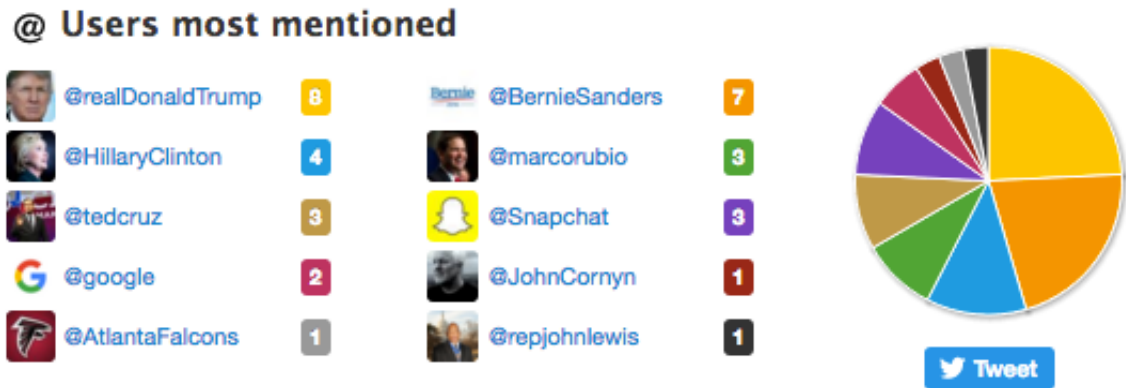 @ Users most mentioned
@realDonaldTrump 8 @BernieSanders 7
@HillaryClinton 4 @marcorubio 3
@tedcruz 3 @Snapchat 3
@google 2 @JohnCornyn 1
@AtlantaFalcons 1 @repjohnlewis 1
Bernie
G
Tweet